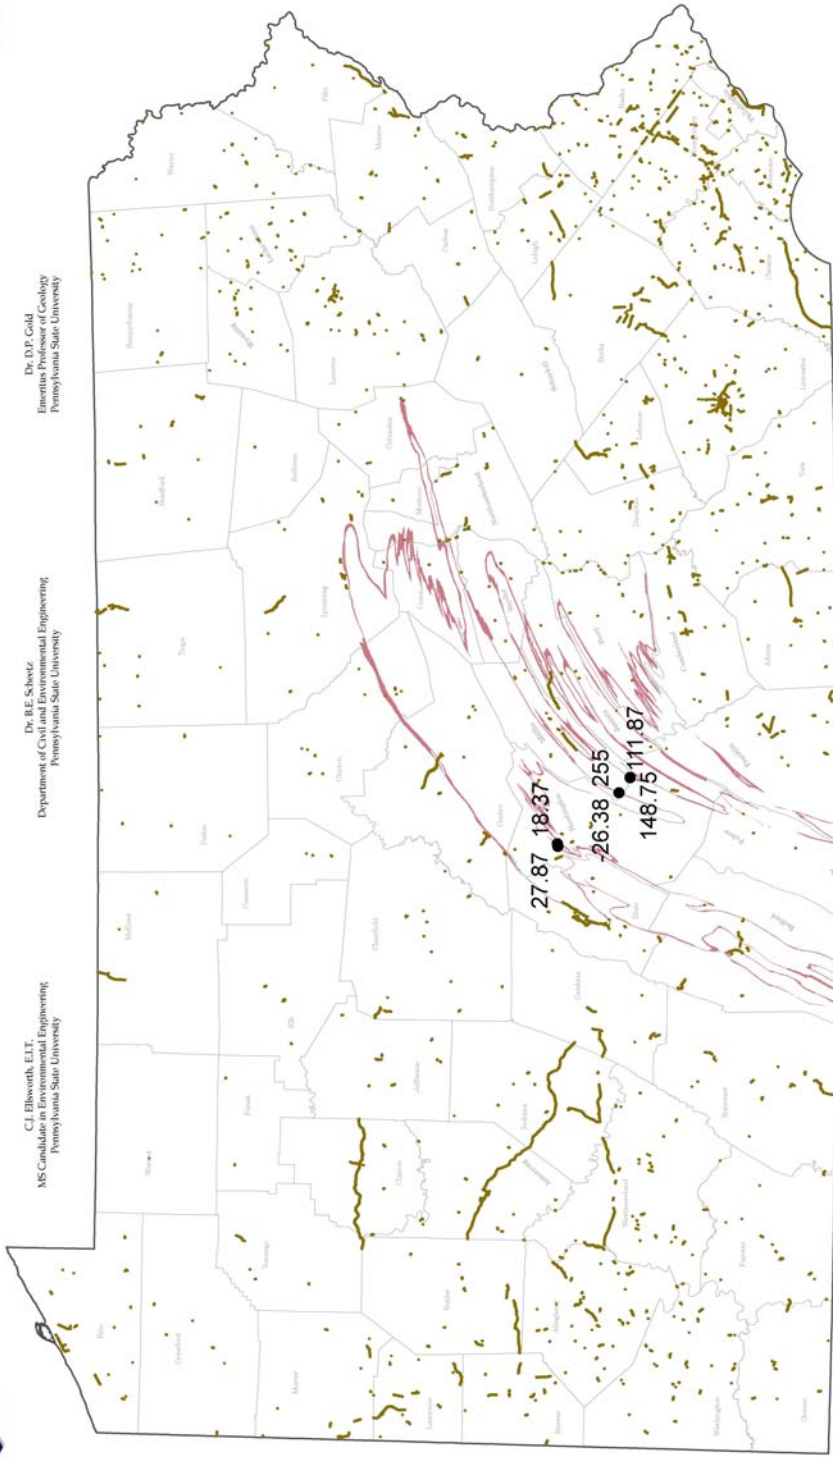 C.J. Ellsworth, E.I.T.
MS Candidate in Environmental Engineering
Pennsylvania State University
Dr. B.E. Scheetz
Department of Civil and Environmental Engineering
Pennsylvania State University
Dr. D.P. Gold
Emeritus Professor of Geology
Pennsylvania State University
Erie
Crawford
Mercer
Lawrence
Beaver
Washington
Greene
Warren
Venango
Butler
Allegheny
Fayette
Forest
Clarion
Armstrong
Westmoreland
McKean
Elk
Jefferson
Indiana
Somerset
Cameron
Clearfield
Cambria
Blair
Bedford
Potter
Clinton
Centre
Huntingdon
Fulton
Tioga
Lycoming
Union
Mifflin
Juniata
Perry
Franklin
Cumberland
Adams
Bradford
Sullivan
Columbia
Montour
Northumberland
Snyder
Dauphin
Lebanon
York
Susquehanna
Wyoming
Lackawanna
Luzerne
Schuylkill
Berks
Lancaster
Wayne
Pike
Monroe
Carbon
Northampton
Lehigh
Bucks
Chester
Philadelphia
27.87 18.37
-26.38 255
148.75 111.87